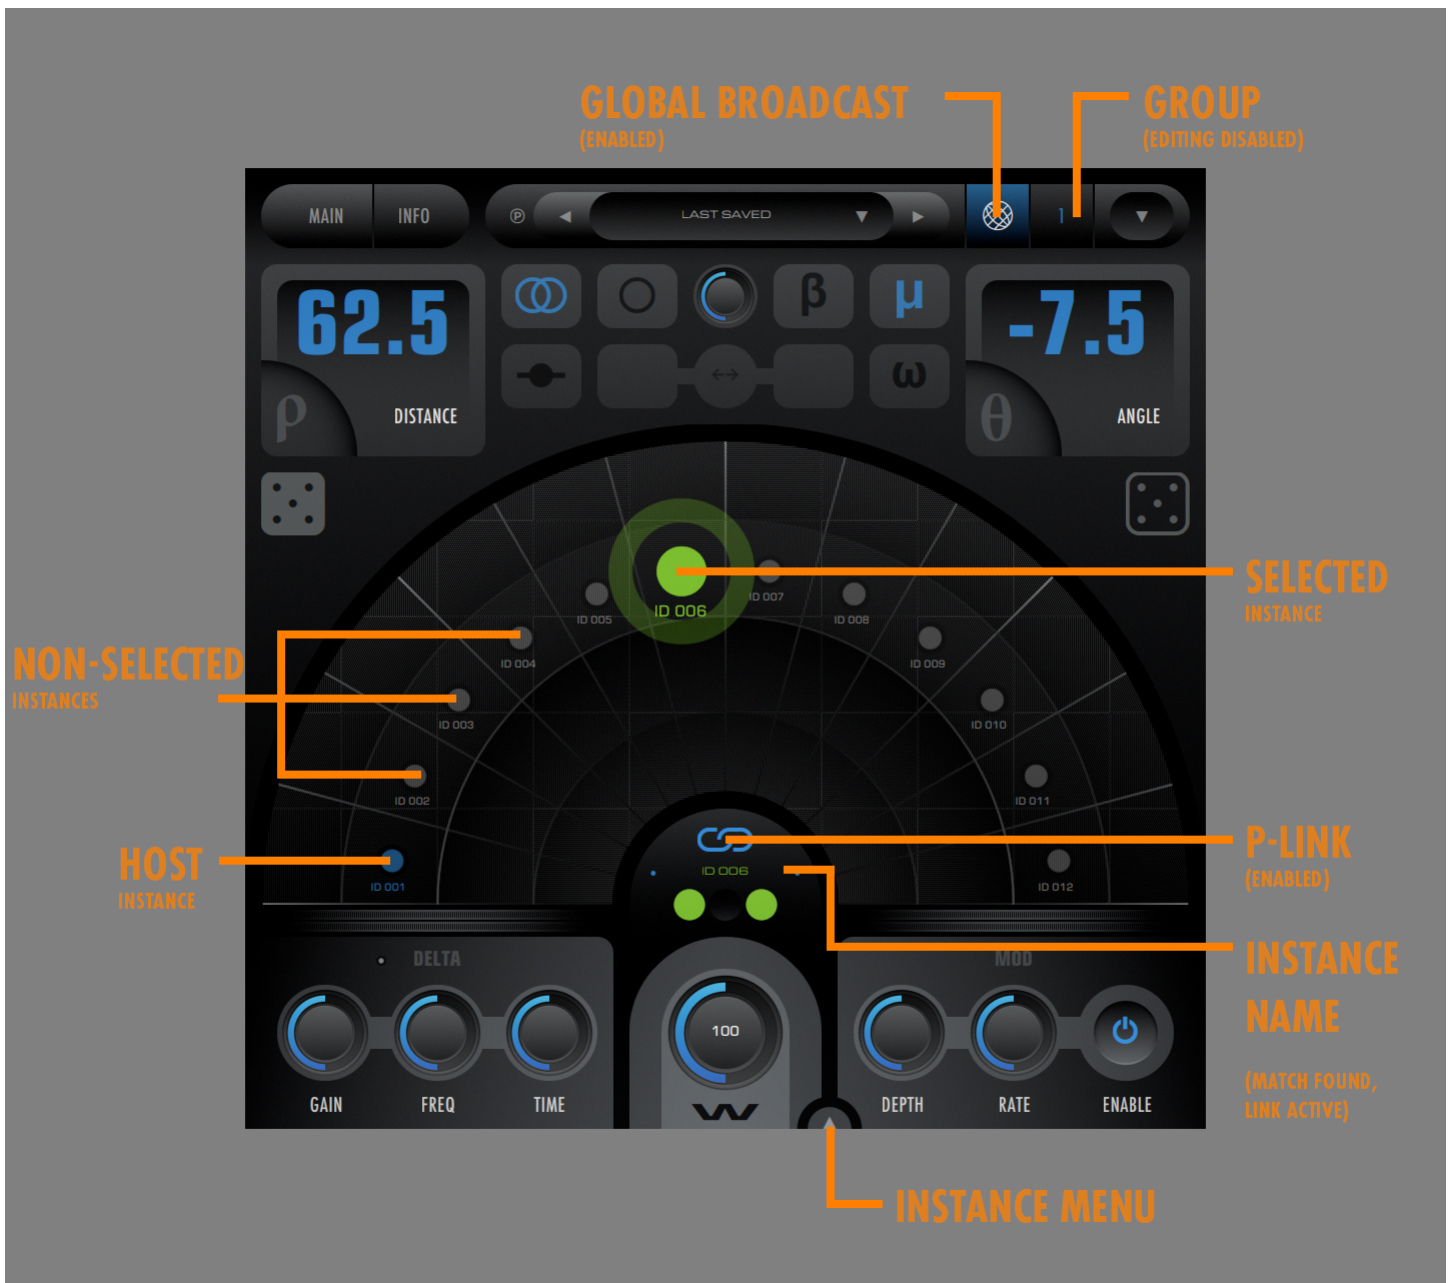 GLOBAL BROADCAST
(ENABLED)
GROUP
(EDITING DISABLED)
MAIN
INFO
℗
LAST SAVED
1
62.5
ρ
DISTANCE
β
μ
ω
-7.5
θ
ANGLE
SELECTED
INSTANCE
ID 005
ID 006
ID 007
ID 008
NON-SELECTED
INSTANCES
ID 004
ID 009
ID 003
ID 010
ID 002
ID 011
HOST
INSTANCE
ID 001
ID 006
ID 012
P-LINK
(ENABLED)
INSTANCE
NAME
(MATCH FOUND,
LINK ACTIVE)
DELTA
MOD
100
GAIN
FREQ
TIME
DEPTH
RATE
ENABLE
INSTANCE MENU